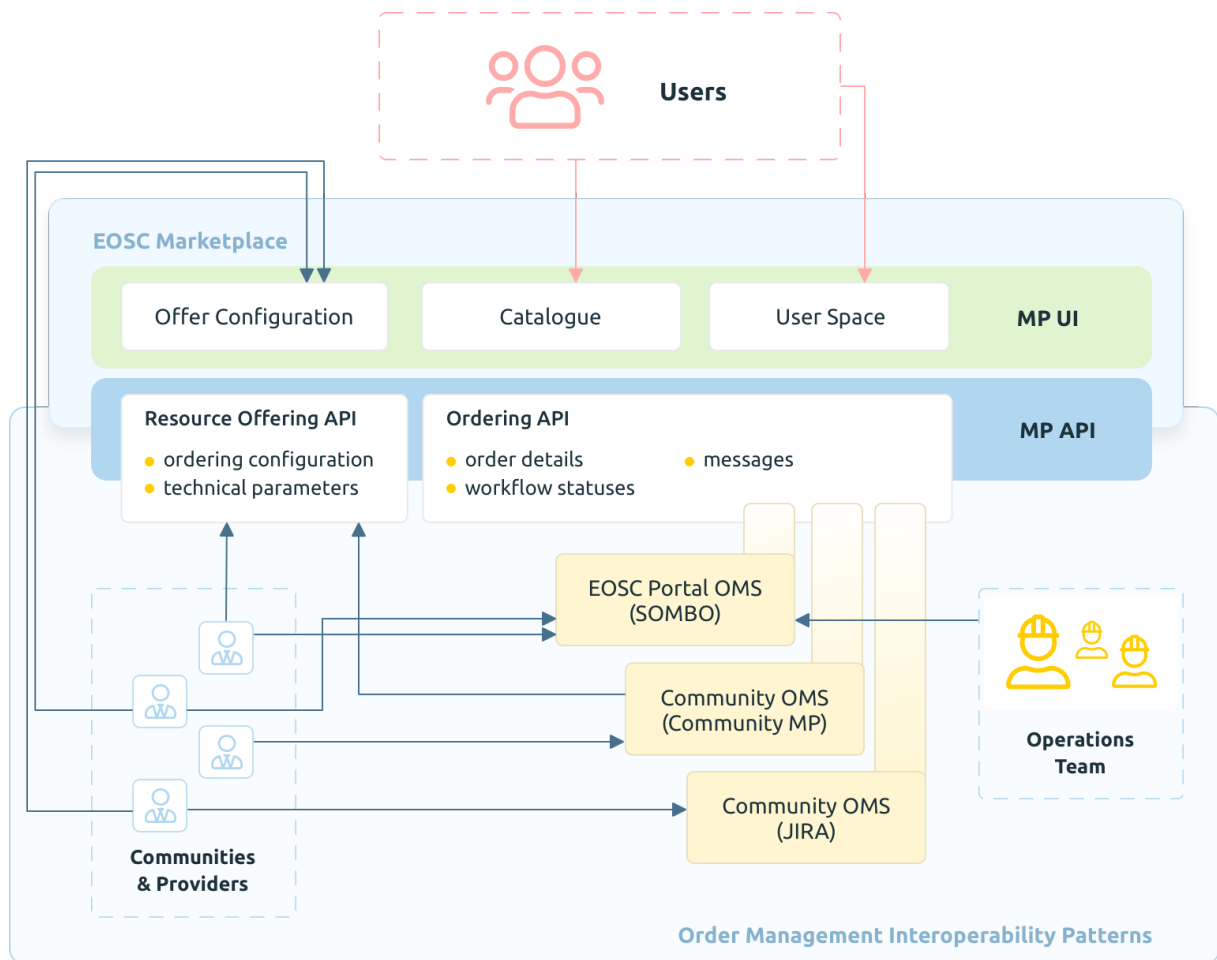 Users
EOSC Marketplace
Offer Configuration
Catalogue
User Space
MP UI
Resource Offering API
ordering configuration
technical parameters
Ordering API
order details
workflow statuses
messages
MP API
EOSC Portal OMS
(SOMBO)
Community OMS
(Community MP)
Community OMS
(JIRA)
Operations
Team
Communities
& Providers
Order Management Interoperability Patterns